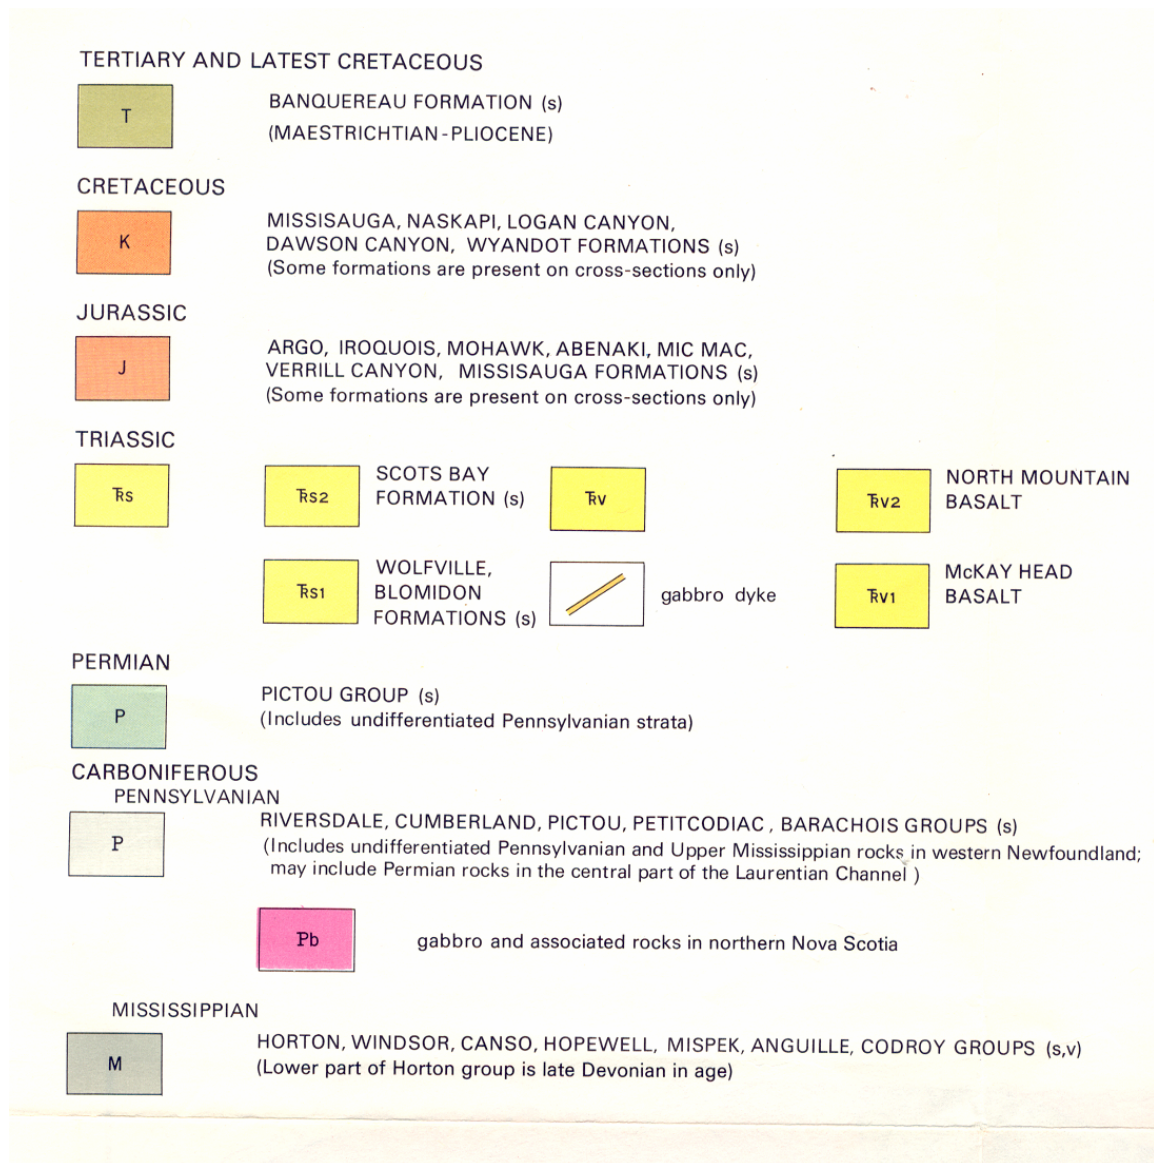 TERTIARY AND LATEST CRETACEOUS
T
BANQUEREAU FORMATION (s)
(MAESTRICHTIAN-PLIOCENE)
CRETACEOUS
K
MISSISAUGA, NASKAPI, LOGAN CANYON,
DAWSON CANYON, WYANDOT FORMATIONS (s)
(Some formations are present on cross-sections only)
JURASSIC
J
ARGO, IROQUOIS, MOHAWK, ABENAKI, MIC MAC,
VERRILL CANYON, MISSISAUGA FORMATIONS (s)
(Some formations are present on cross-sections only)
TRIASSIC
TRS
TRS2
SCOTS BAY
FORMATION (s)
TRV
TRV2
NORTH MOUNTAIN
BASALT
TRS1
WOLFVILLE,
BLOMIDON
FORMATIONS (s)
gabbro dyke
TRV1
McKAY HEAD
BASALT
PERMIAN
P
PICTOU GROUP (s)
(Includes undifferentiated Pennsylvanian strata)
CARBONIFEROUS
PENNSYLVANIAN
P
RIVERSDALE, CUMBERLAND, PICTOU, PETITCODIAC, BARACHOIS GROUPS (s)
(Includes undifferentiated Pennsylvanian and Upper Mississippian rocks in western Newfoundland;
may include Permian rocks in the central part of the Laurentian Channel )
Pb
gabbro and associated rocks in northern Nova Scotia
MISSISSIPPIAN
M
HORTON, WINDSOR, CANSO, HOPEWELL, MISPEK, ANGUILLE, CODROY GROUPS (s,v)
(Lower part of Horton group is late Devonian in age)